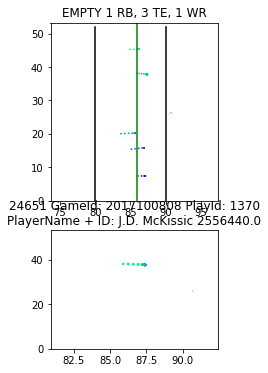 EMPTY 1 RB, 3 TE, 1 WR
50
40
30
20
10
0
75 80 85 90 95
24651 GameId: 2017100808 PlayId: 1370
PlayerName + ID: J.D. McKissic 2556440.0
40
20
0
82.5 85.0 87.5 90.0